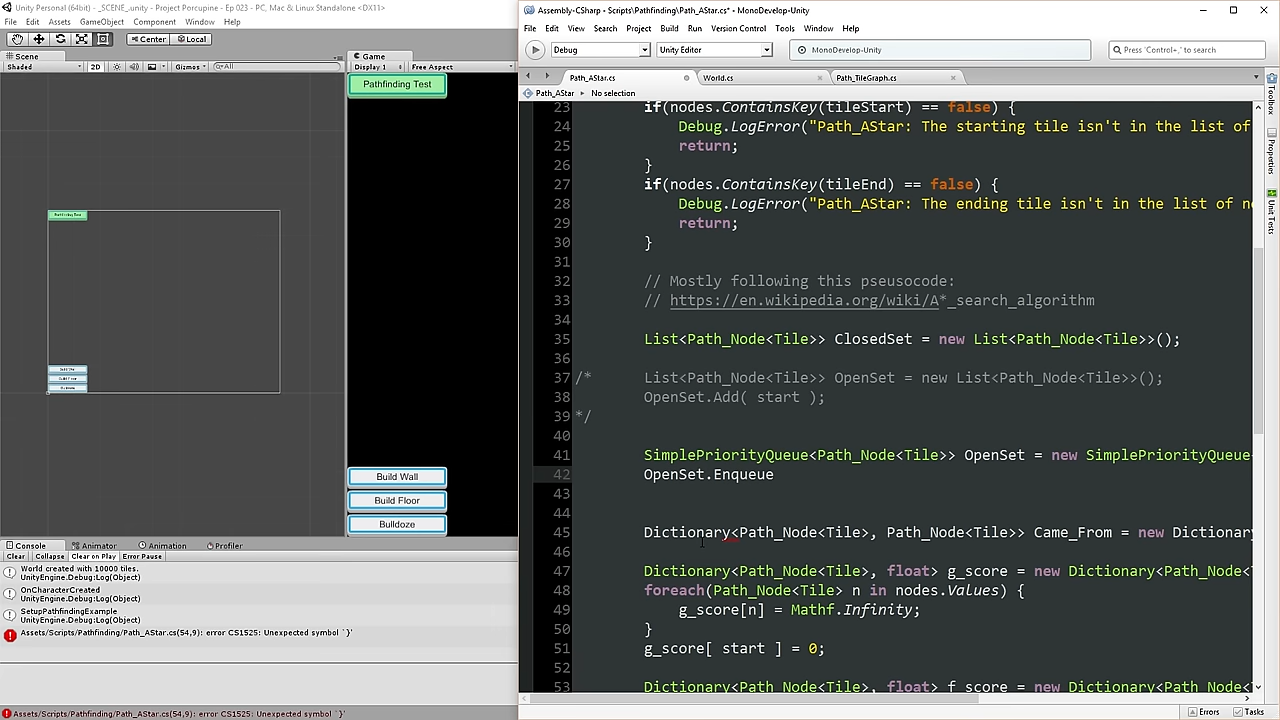 Unity Personal (64bit) - _SCENE_.unity - Project Porcupine - Ep 023 - PC, Mac & Linux Standalone <DX11>
File Edit Assets GameObject Component Window Help
Center Local
Scene
Shaded 2D Gizmos All
Game
Display 1 Free Aspect
Pathfinding Test
Pathfinding Test
Build Wall
Build Floor
Bulldoze
Build Wall
Build Floor
Bulldoze
Console Animator Animation Profiler
Clear Collapse Clear on Play Error Pause
World created with 10000 tiles.
UnityEngine.Debug:Log(Object)
OnCharacterCreated
UnityEngine.Debug:Log(Object)
SetupPathfindingExample
UnityEngine.Debug:Log(Object)
Assets/Scripts/Pathfinding/Path_AStar.cs(54,9): error CS1525: Unexpected symbol `}'
Assets/Scripts/Pathfinding/Path_AStar.cs(54,9): error CS1525: Unexpected symbol `}'
Assembly-CSharp - Scripts\Pathfinding\Path_AStar.cs* - MonoDevelop-Unity
File Edit View Search Project Build Run Version Control Tools Window Help
Debug Unity Editor MonoDevelop-Unity Press 'Control+,' to search
Path_AStar.cs World.cs Path_TileGraph.cs
Path_AStar No selection
23 if(nodes.ContainsKey(tileStart) == false) {
24 Debug.LogError("Path_AStar: The starting tile isn't in the list of
25 return;
26 }
27 if(nodes.ContainsKey(tileEnd) == false) {
28 Debug.LogError("Path_AStar: The ending tile isn't in the list of n
29 return;
30 }
31
32 // Mostly following this pseusocode:
33 // https://en.wikipedia.org/wiki/A*_search_algorithm
34
35 List<Path_Node<Tile>> ClosedSet = new List<Path_Node<Tile>>();
36
37 /* List<Path_Node<Tile>> OpenSet = new List<Path_Node<Tile>>();
38 OpenSet.Add( start );
39 */
40
41 SimplePriorityQueue<Path_Node<Tile>> OpenSet = new SimplePriorityQueue
42 OpenSet.Enqueue
43
44
45 Dictionary<Path_Node<Tile>, Path_Node<Tile>> Came_From = new Dictionary
46
47 Dictionary<Path_Node<Tile>, float> g_score = new Dictionary<Path_Node<T
48 foreach(Path_Node<Tile> n in nodes.Values) {
49 g_score[n] = Mathf.Infinity;
50 }
51 g_score[ start ] = 0;
52
53 Dictionary<Path_Node<Tile>, float> f_score = new Dictionary<Path_Node<T
Toolbox
Properties
Unit Tests
Errors Tasks